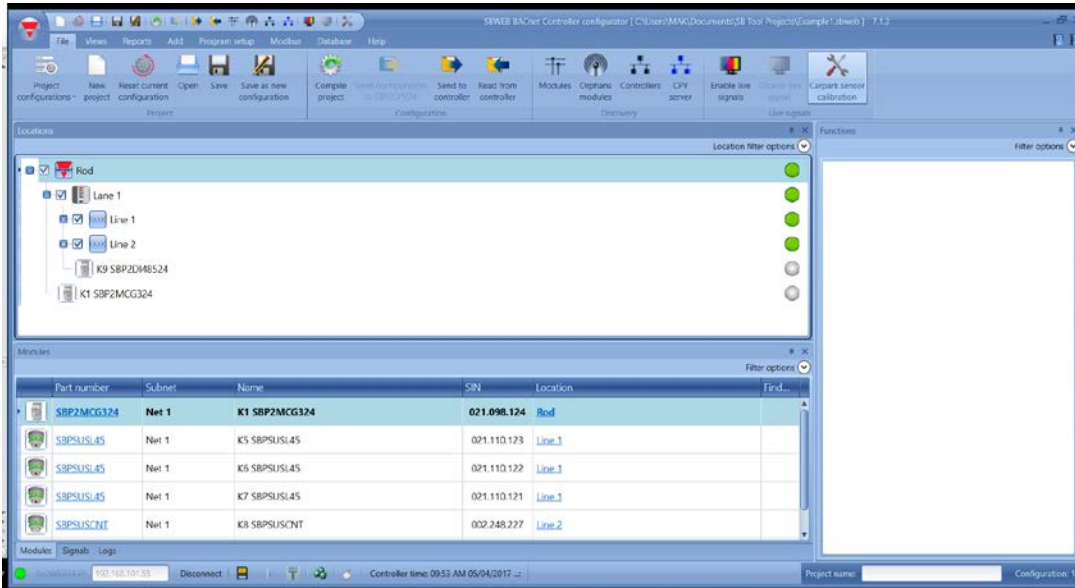 SBWEB BACnet Controller configurator [ C:\Users\MAK\Documents\SB Tool Projects\Example1.sbweb ] - 7.1.3
File Views Reports Add Program setup Modbus Database Help
Project configurations New project Reset current configuration Open Save Save as new configuration Compile project Send to controller Read from controller Modules Orphans modules Controllers CPY server Enable live signals Carpark sensor calibration
Project Configuration Discovery Live signals
Locations
Functions
Location filter options
Filter options
Rod
Lane 1
Line 1
Line 2
K9 SBP2DI48524
K1 SBP2MCG324
Modules
Filter options
Part number Subnet Name SIN Location Find...
SBP2MCG324 Net 1 K1 SBP2MCG324 021.098.124 Rod
SBPSUSL45 Net 1 K5 SBPSUSL45 021.110.123 Line 1
SBPSUSL45 Net 1 K6 SBPSUSL45 021.110.122 Line 1
SBPSUSL45 Net 1 K7 SBPSUSL45 021.110.121 Line 1
SBPSUSCNT Net 1 K8 SBPSUSCNT 002.248.227 Line 2
Modules Signals Logs
192.168.101.55 Disconnect Controller time: 09:53 AM 05/04/2017 Project name: Configuration: 1